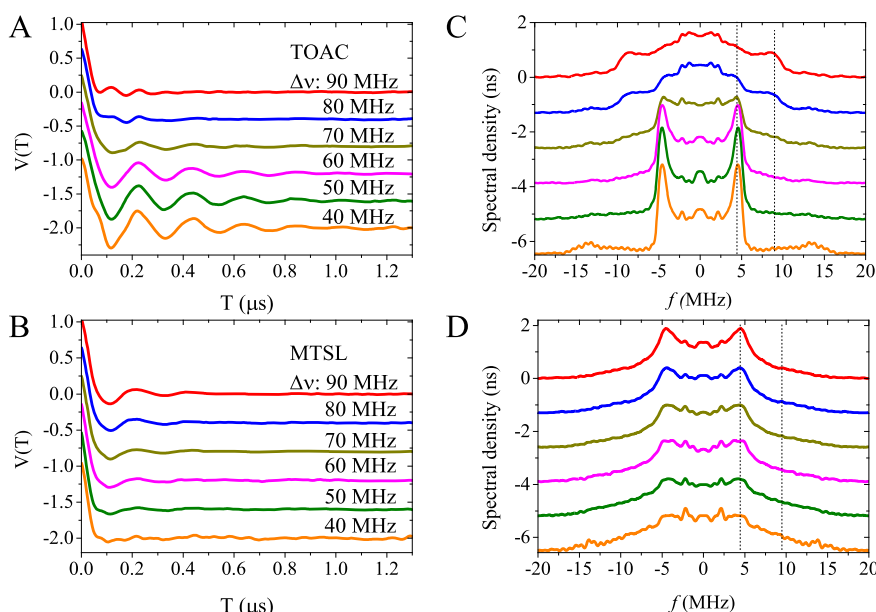 A
TOAC
Δν: 90 MHz
80 MHz
70 MHz
60 MHz
50 MHz
40 MHz
V(T)
1.0
0.5
0.0
-0.5
-1.0
-1.5
-2.0
0.0 0.2 0.4 0.6 0.8 1.0 1.2
T (μs)
C
Spectral density (ns)
2
0
-2
-4
-6
-20 -15 -10 -5 0 5 10 15 20
f (MHz)
B
MTSL
Δν: 90 MHz
80 MHz
70 MHz
60 MHz
50 MHz
40 MHz
V(T)
1.0
0.5
0.0
-0.5
-1.0
-1.5
-2.0
0.0 0.2 0.4 0.6 0.8 1.0 1.2
T (μs)
D
Spectral density (ns)
2
0
-2
-4
-6
-20 -15 -10 -5 0 5 10 15 20
f (MHz)